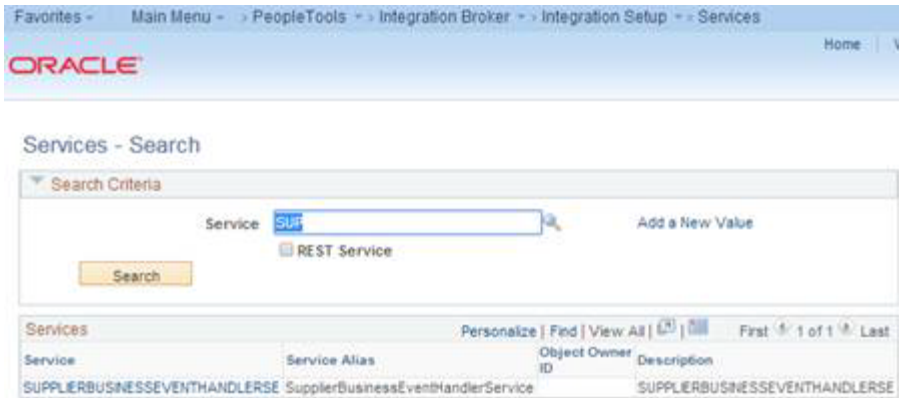 Favorites Main Menu > PeopleTools > Integration Broker > Integration Setup > Services
Home
ORACLE
Services - Search
Search Criteria
Service SUP Add a New Value
REST Service
Search
Services Personalize | Find | View All | First 1 of 1 Last
Service Service Alias Object Owner ID Description
SUPPLIERBUSINESSEVENTHANDLERSE SupplierBusinessEventHandlerService SUPPLIERBUSINESSEVENTHANDLERSE